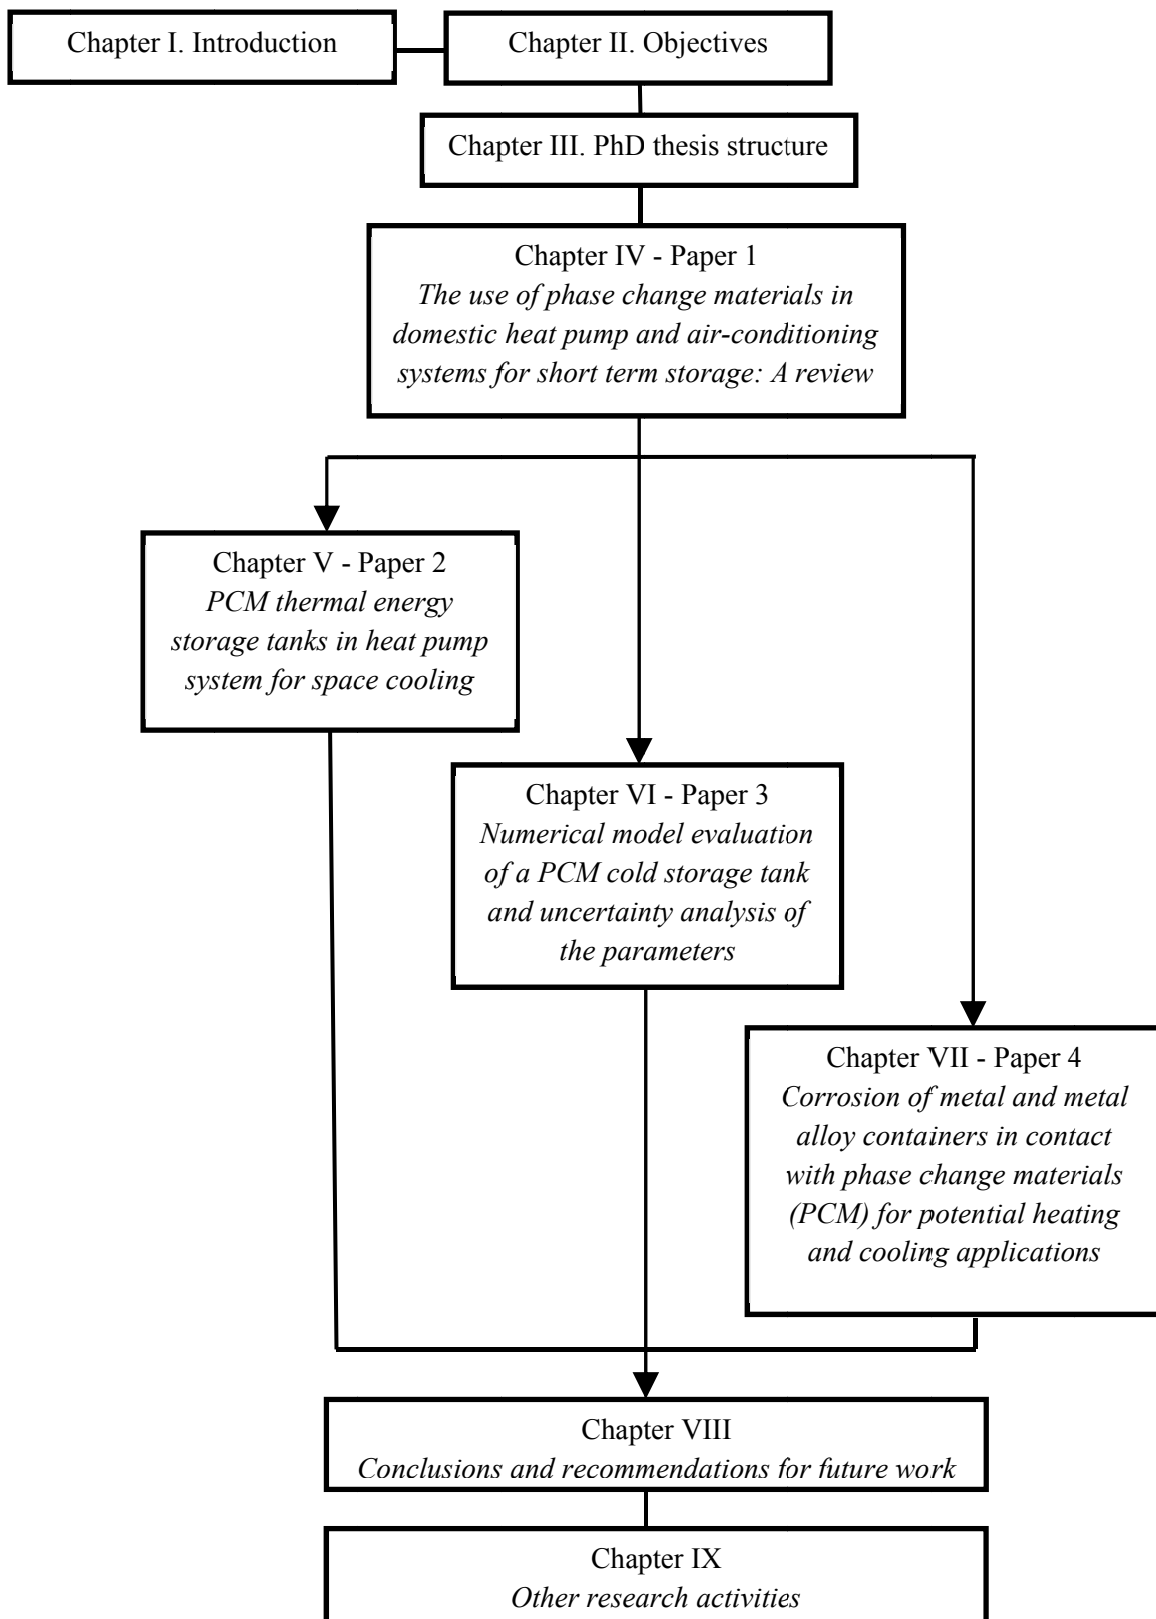 Chapter I. Introduction
Chapter II. Objectives
Chapter III. PhD thesis structure
Chapter IV - Paper 1
The use of phase change materials in
domestic heat pump and air-conditioning
systems for short term storage: A review
Chapter V - Paper 2
PCM thermal energy
storage tanks in heat pump
system for space cooling
Chapter VI - Paper 3
Numerical model evaluation
of a PCM cold storage tank
and uncertainty analysis of
the parameters
Chapter VII - Paper 4
Corrosion of metal and metal
alloy containers in contact
with phase change materials
(PCM) for potential heating
and cooling applications
Chapter VIII
Conclusions and recommendations for future work
Chapter IX
Other research activities